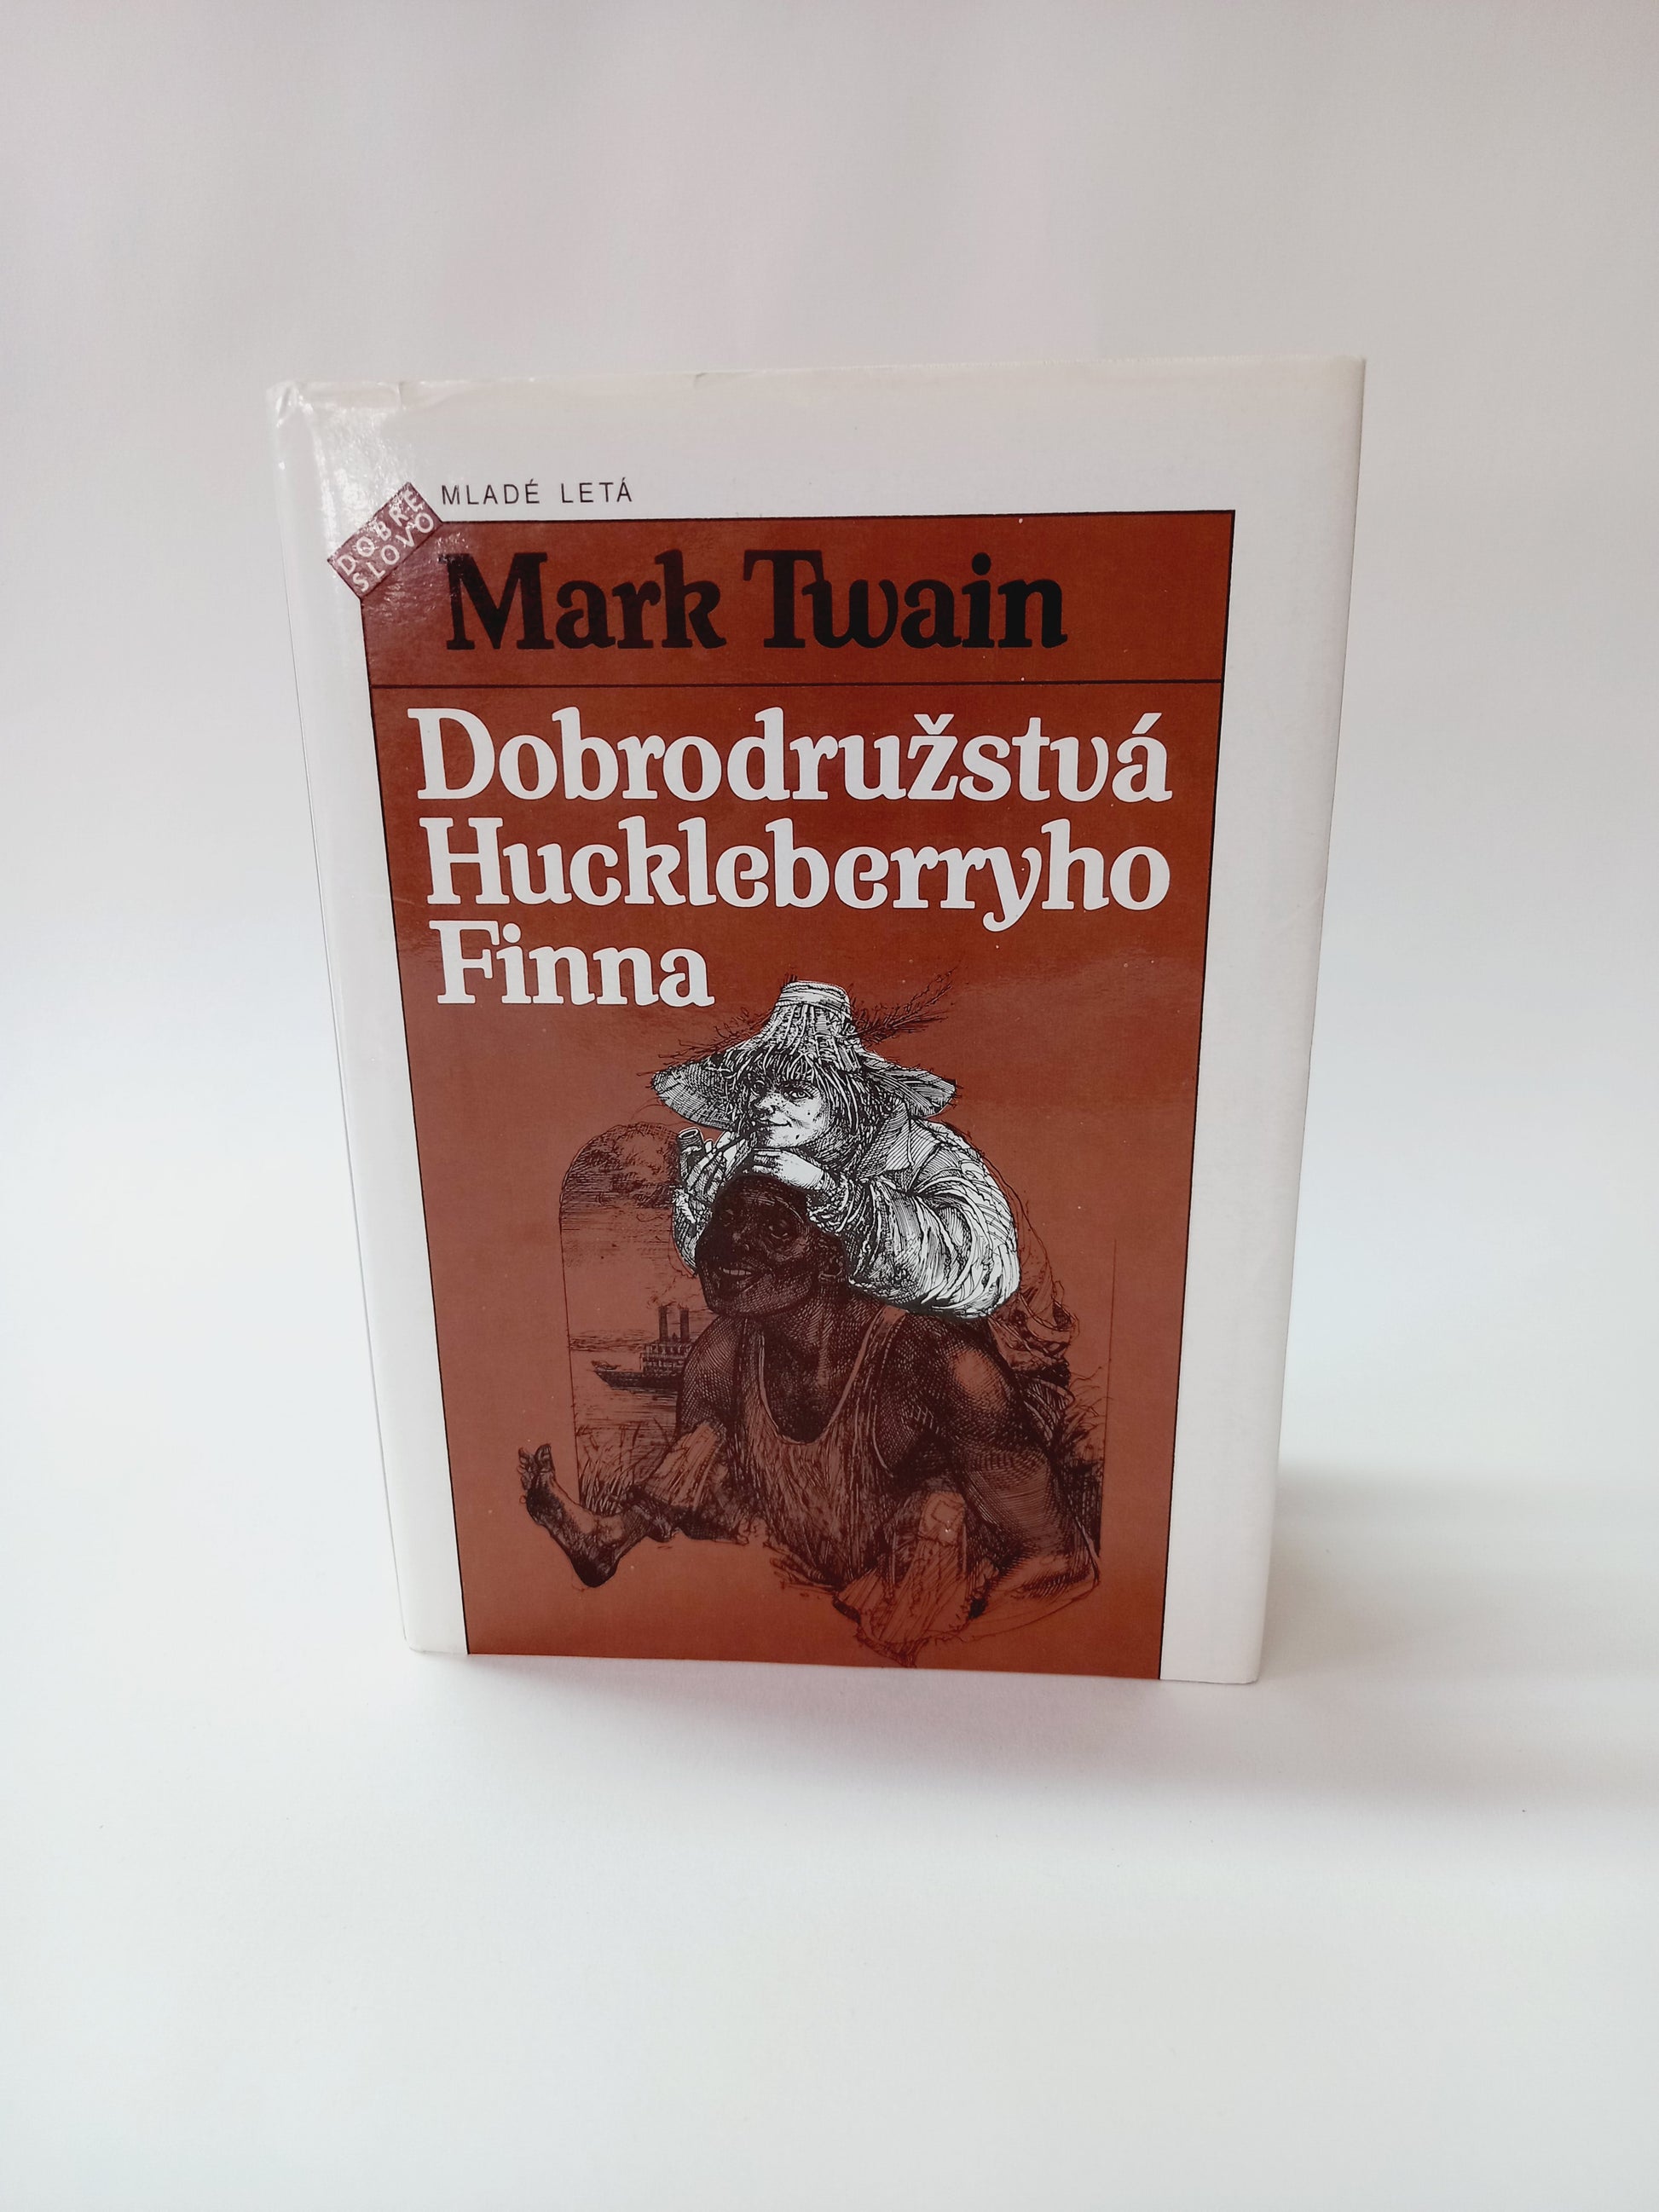 MLADÉ LETÁ
DOBRÉ
SLOVO
Mark Twain
Dobrodružstvá
Huckleberryho
Finna